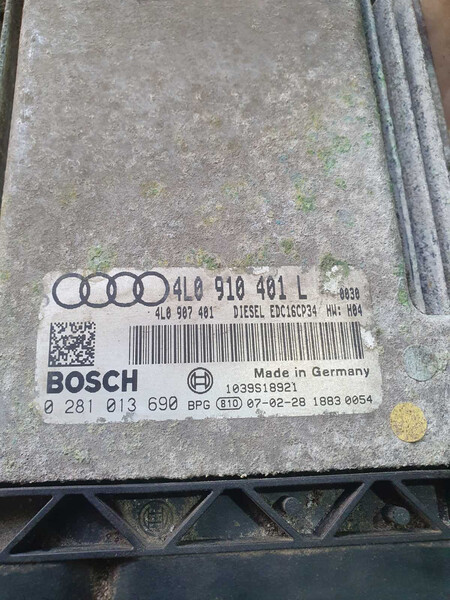 4L0 910 401 L 0030
4L0 907 401 DIESEL EDC16CP34 HW: H04
BOSCH
Made in Germany
1039S18921
0 281 013 690 BPG 810 07-02-28 1883 0054